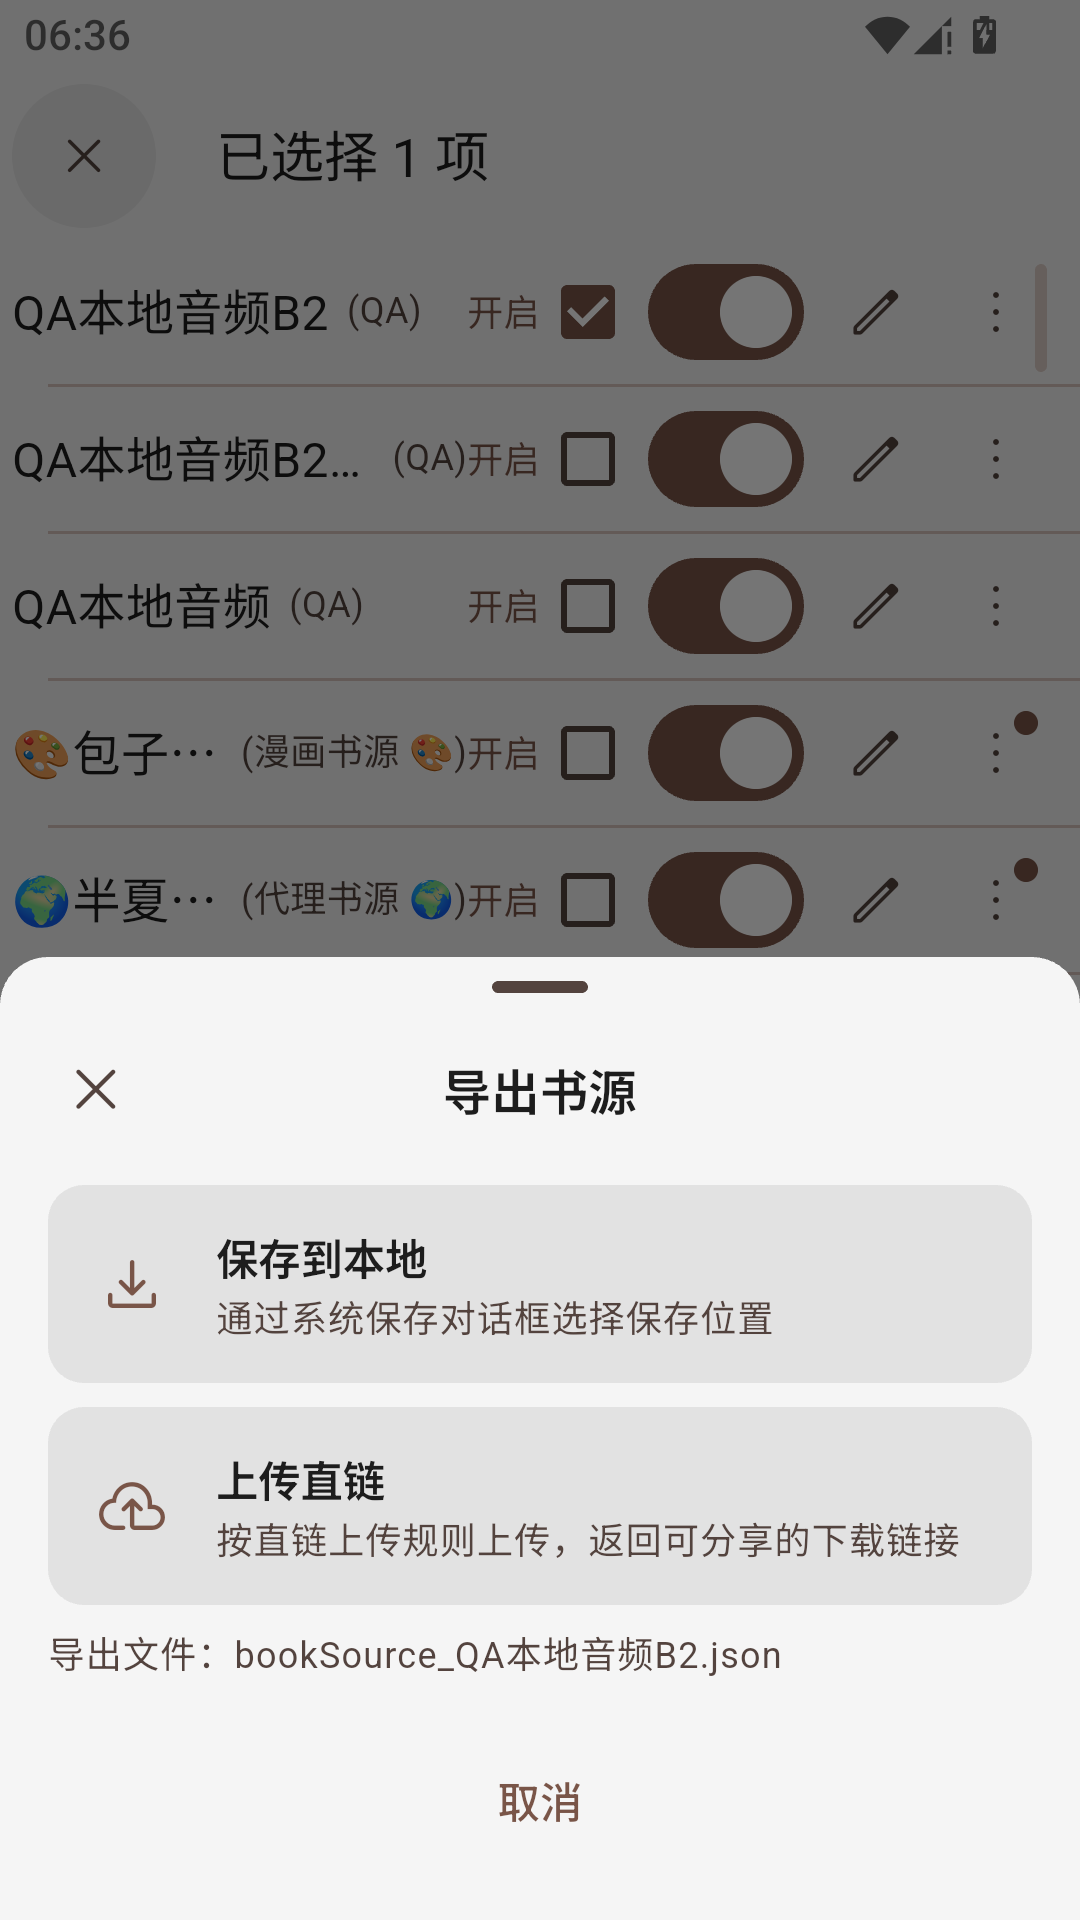 06:36
已选择 1 项
QA本地音频B2 (QA) 开启
QA本地音频B2... (QA)开启
QA本地音频 (QA) 开启
🎨包子… (漫画书源 🎨)开启
🌍半夏… (代理书源 🌍)开启
导出书源
保存到本地
通过系统保存对话框选择保存位置
上传直链
按直链上传规则上传，返回可分享的下载链接
导出文件：bookSource_QA本地音频B2.json
取消